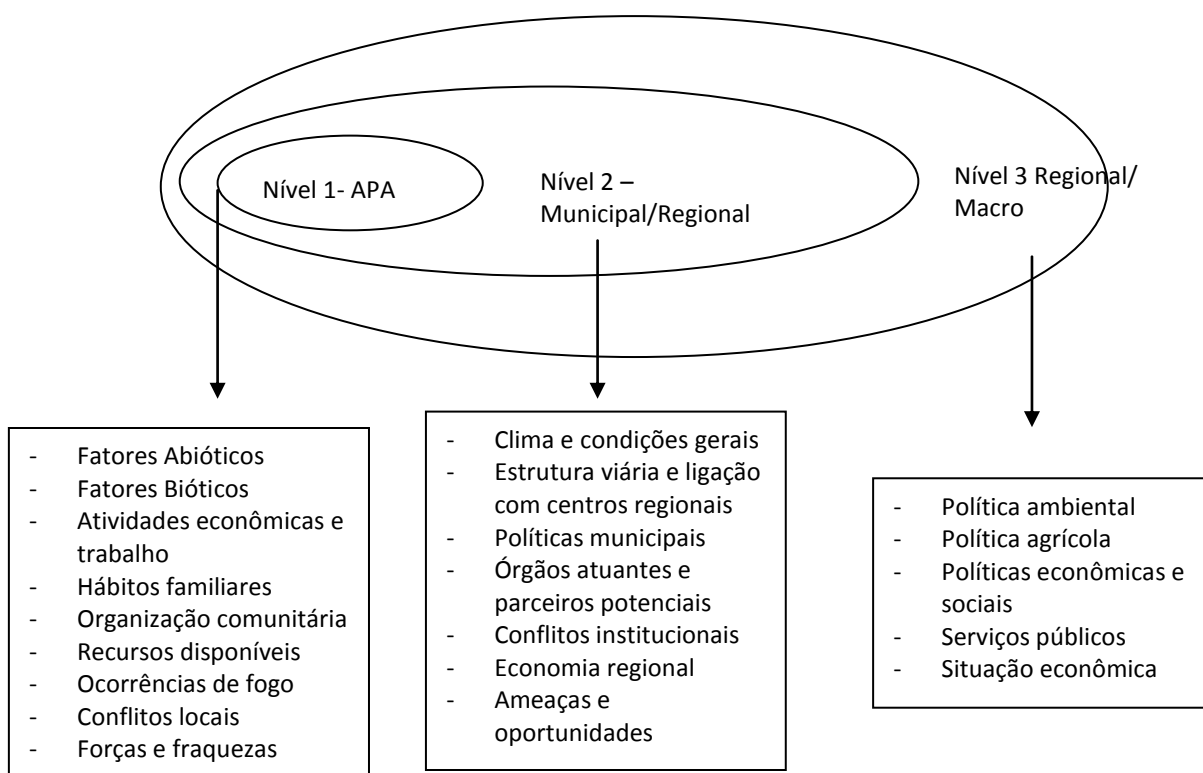 Nível 1- APA
Nível 2 –
Municipal/Regional
Nível 3 Regional/
Macro
- Fatores Abióticos
- Fatores Bióticos
- Atividades econômicas e
trabalho
- Hábitos familiares
- Organização comunitária
- Recursos disponíveis
- Ocorrências de fogo
- Conflitos locais
- Forças e fraquezas
- Clima e condições gerais
- Estrutura viária e ligação
com centros regionais
- Políticas municipais
- Órgãos atuantes e
parceiros potenciais
- Conflitos institucionais
- Economia regional
- Ameaças e
oportunidades
- Política ambiental
- Política agrícola
- Políticas econômicas e
sociais
- Serviços públicos
- Situação econômica